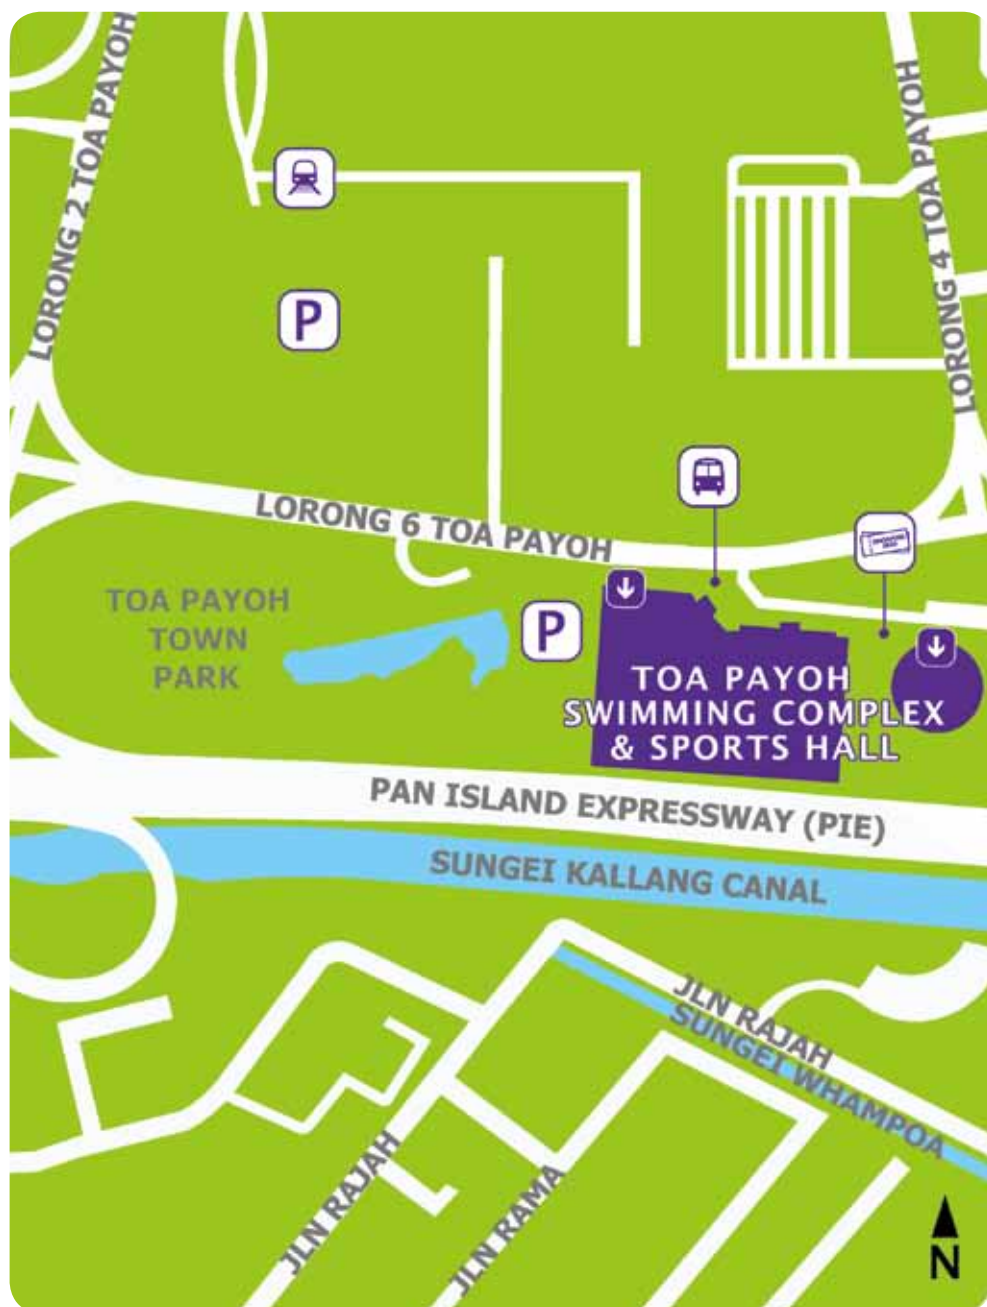 LORONG 2 TOA PAYOH
LORONG 4 TOA PAYOH
P
LORONG 6 TOA PAYOH
TOA PAYOH
TOWN
PARK
P
TOA PAYOH
SWIMMING COMPLEX
& SPORTS HALL
PAN ISLAND EXPRESSWAY (PIE)
SUNGEI KALLANG CANAL
JLN RAJAH
SUNGEI WHAMPOA
JLN RAJAH
JLN RAMA
N